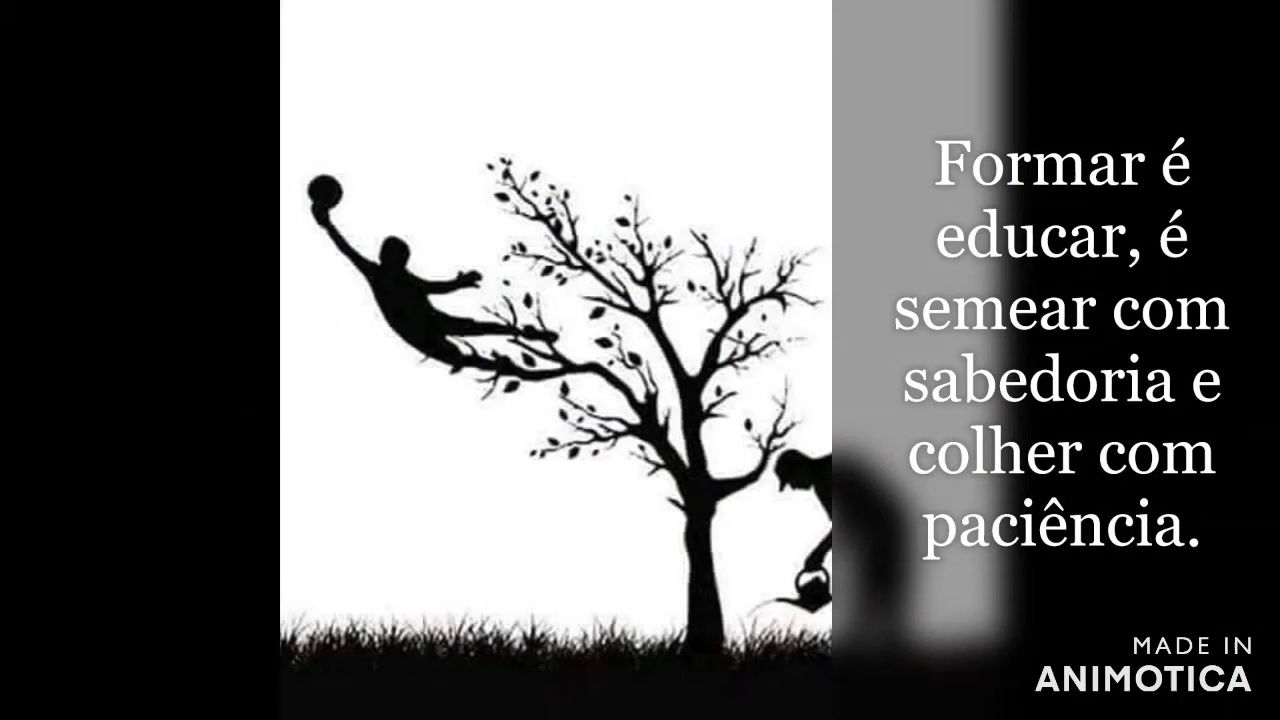 Formar é
educar, é
semear com
sabedoria e
colher com
paciência.
MADE IN
ANIMOTICA